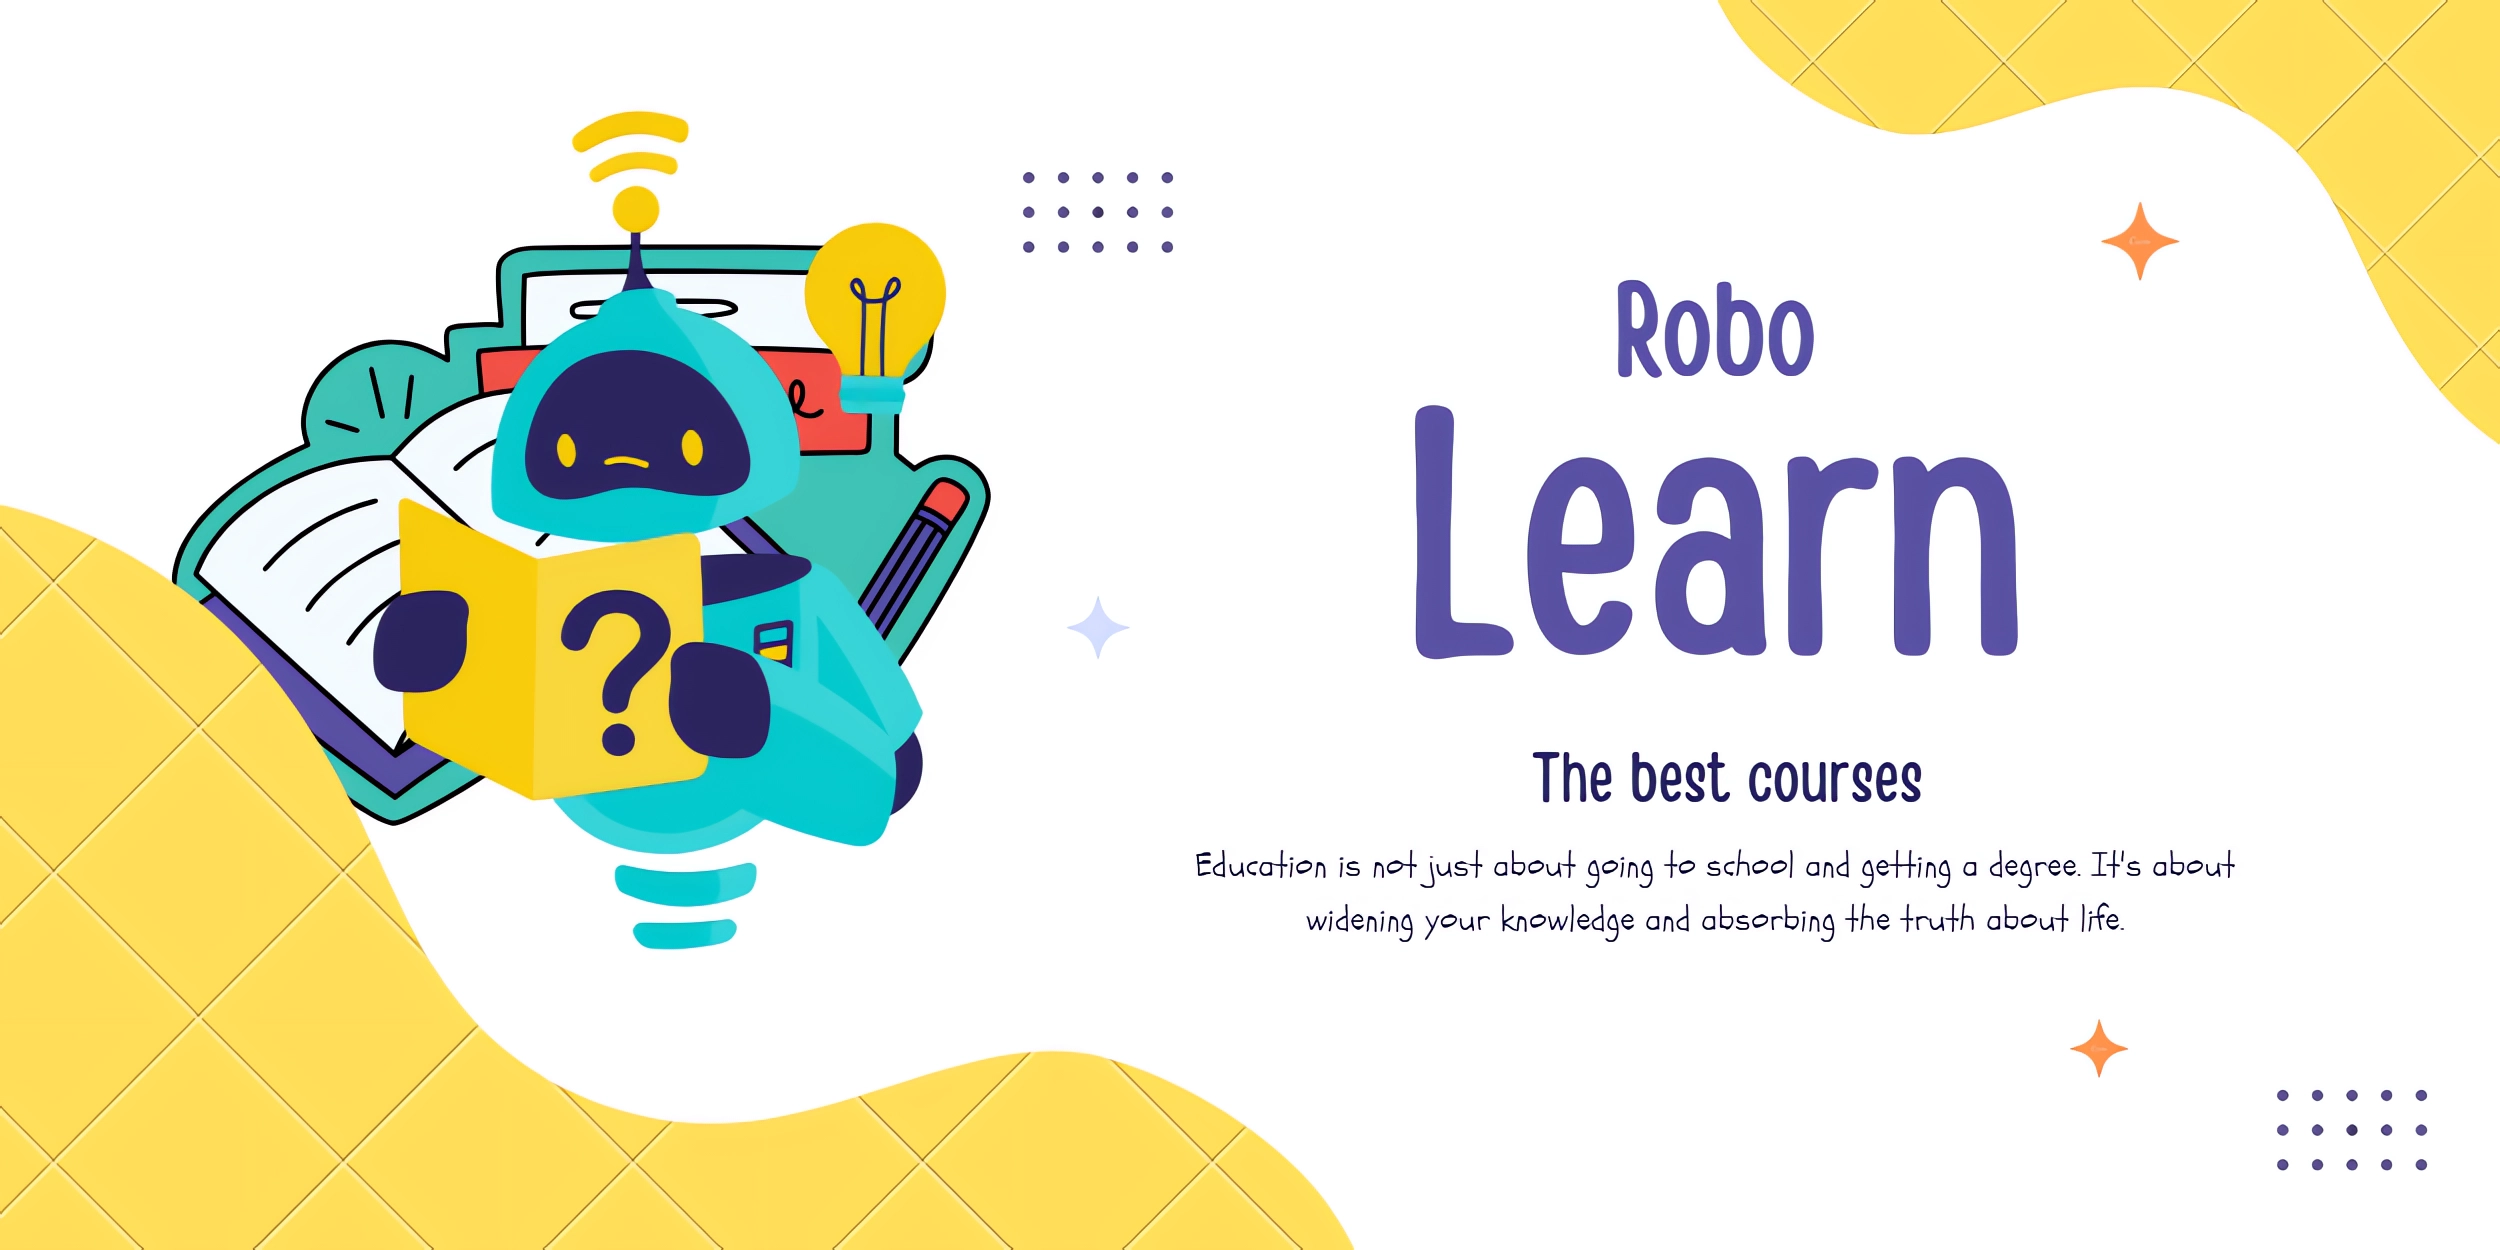 Robo
Learn
The best courses
Education is not just about going to school and getting a degree. It's about
widening your knowledge and absorbing the truth about life.
?